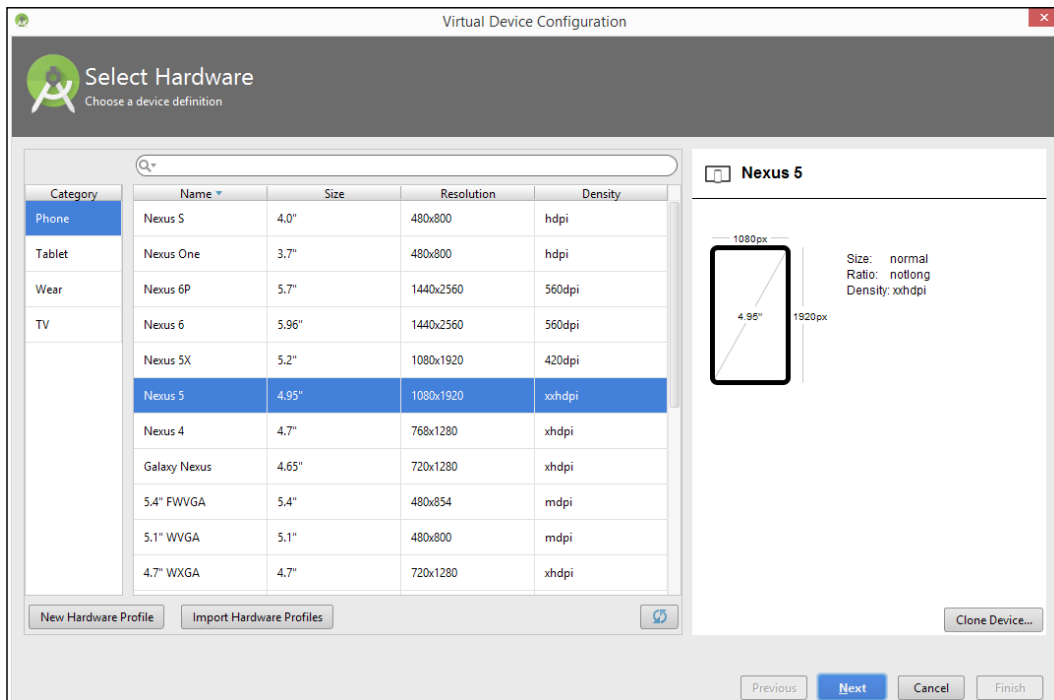 Virtual Device Configuration
Select Hardware
Choose a device definition
Category
Phone
Tablet
Wear
TV
Name Size Resolution Density
Nexus S 4.0" 480x800 hdpi
Nexus One 3.7" 480x800 hdpi
Nexus 6P 5.7" 1440x2560 560dpi
Nexus 6 5.96" 1440x2560 560dpi
Nexus 5X 5.2" 1080x1920 420dpi
Nexus 5 4.95" 1080x1920 xxhdpi
Nexus 4 4.7" 768x1280 xhdpi
Galaxy Nexus 4.65" 720x1280 xhdpi
5.4" FWVGA 5.4" 480x854 mdpi
5.1" WVGA 5.1" 480x800 mdpi
4.7" WXGA 4.7" 720x1280 xhdpi
New Hardware Profile
Import Hardware Profiles
Nexus 5
1080px
4.95"
1920px
Size: normal
Ratio: notlong
Density: xxhdpi
Clone Device...
Previous
Next
Cancel
Finish